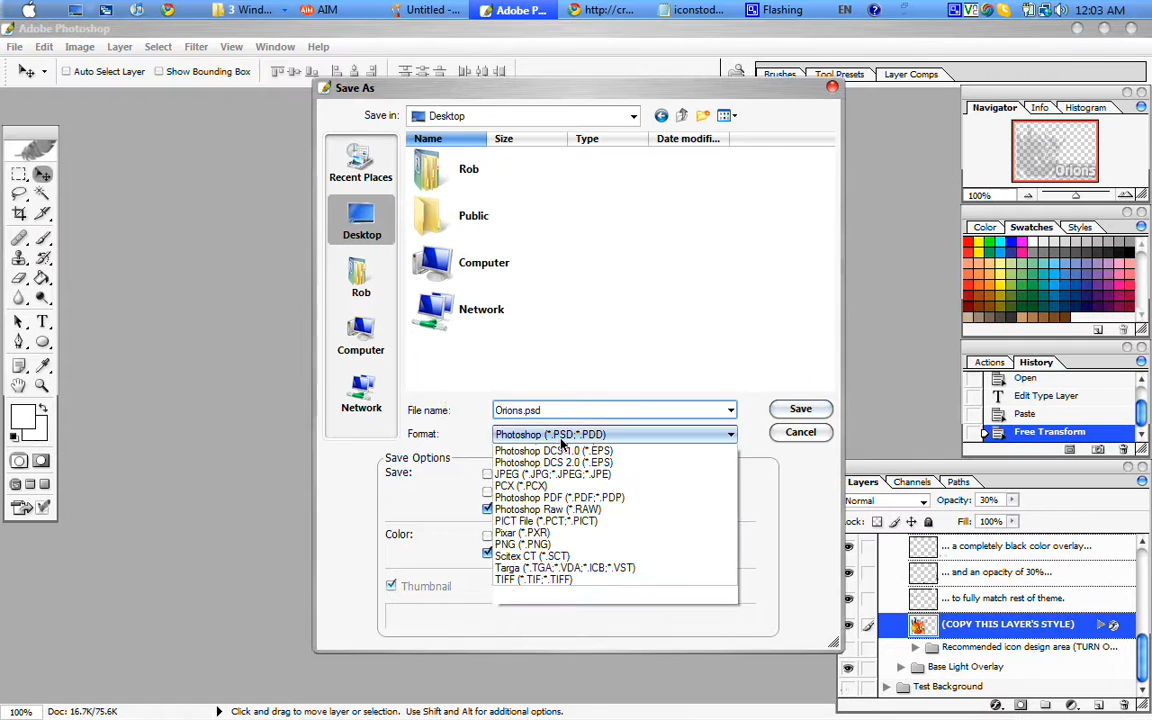 3 Wind...
AIM
Untitled -...
Adobe P...
http://cr...
iconstod...
Flashing
EN
12:03 AM
Adobe Photoshop
File Edit Image Layer Select Filter View Window Help
Auto Select Layer Show Bounding Box
Brushes Tool Presets Layer Comps
Save As
Save in: Desktop
Name Size Type Date modifi...
Recent Places
Desktop
Rob
Computer
Network
Rob
Public
Computer
Network
File name: Orions.psd
Save
Format: Photoshop (*.PSD;*.PDD)
Cancel
Photoshop DCS 1.0 (*.EPS)
Photoshop DCS 2.0 (*.EPS)
JPEG (*.JPG;*.JPEG;*.JPE)
PCX (*.PCX)
Photoshop PDF (*.PDF;*.PDP)
Photoshop Raw (*.RAW)
PICT File (*.PCT;*.PICT)
Pixar (*.PXR)
PNG (*.PNG)
Scitex CT (*.SCT)
Targa (*.TGA;*.VDA;*.ICB;*.VST)
TIFF (*.TIF;*.TIFF)
Save Options
Save:
Color:
Thumbnail
Navigator Info Histogram
Orions
100%
Color Swatches Styles
Actions History
Open
Edit Type Layer
Paste
Free Transform
Layers Channels Paths
Normal Opacity: 30%
Lock: Fill: 100%
... a completely black color overlay...
... and an opacity of 30%...
... to fully match rest of theme.
(COPY THIS LAYER'S STYLE)
Recommended icon design area (TURN O...
Base Light Overlay
Test Background
100% Doc: 16.7K/75.6K Click and drag to move layer or selection. Use Shift and Alt for additional options.